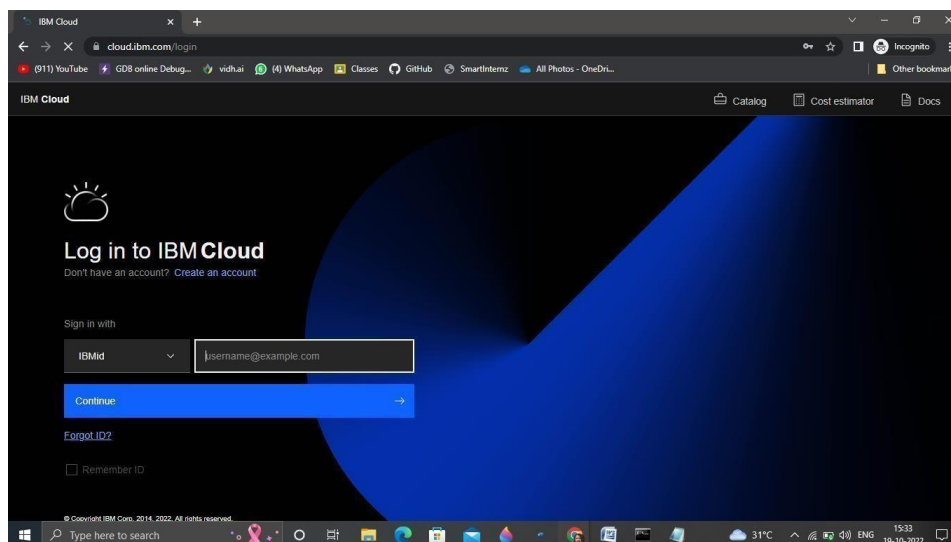 IBM Cloud
cloud.ibm.com/login
Incognito
(911) YouTube GDB online Debug... vidh.ai (4) WhatsApp Classes GitHub SmartInternz All Photos - OneDri... Other bookmar
IBM Cloud Catalog Cost estimator Docs
Log in to IBM Cloud
Don't have an account? Create an account
Sign in with
IBMid username@example.com
Continue
Forgot ID?
Remember ID
© Copyright IBM Corp. 2014, 2022. All rights reserved.
Type here to search 31°C ENG 15:33
19-10-2022